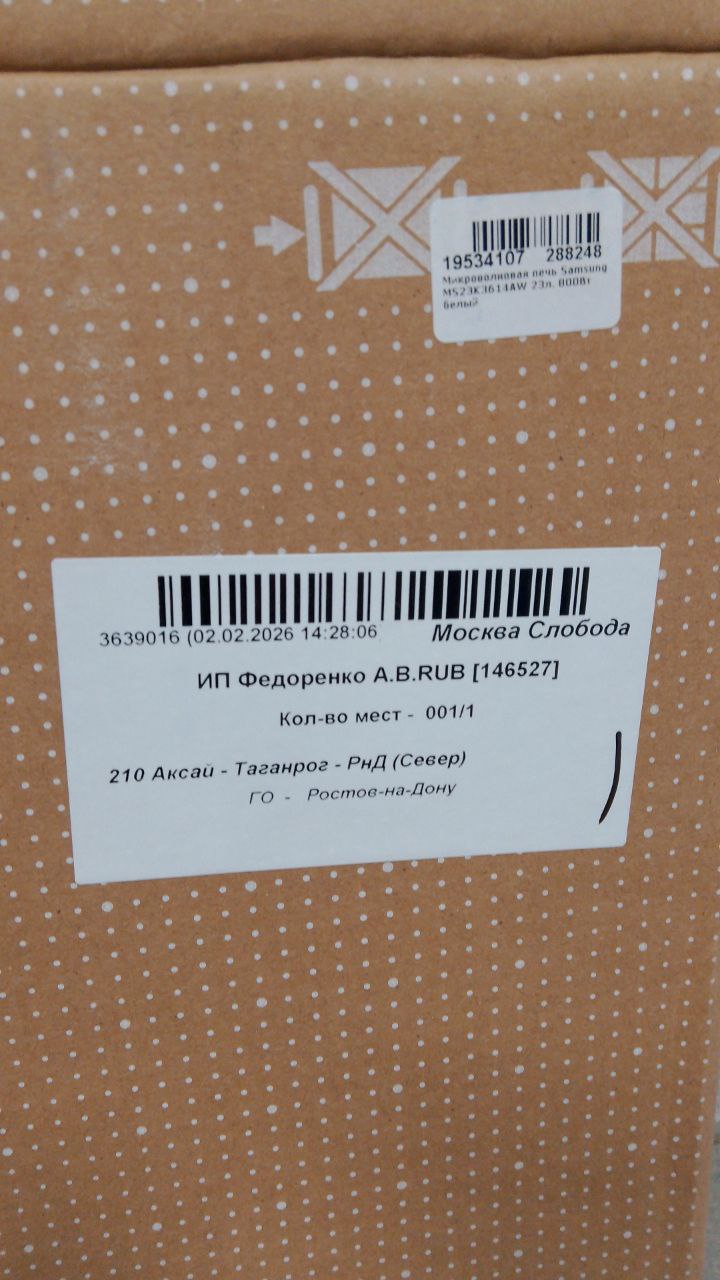 19534107 288248
Микроволновая печь Samsung
MS23K3614AW 23л. 800Вт
белый
3639016 (02.02.2026 14:28:06 Москва Слобода
ИП Федоренко А.В.RUB [146527]
Кол-во мест - 001/1
210 Аксай - Таганрог - РнД (Север)
ГО - Ростов-на-Дону